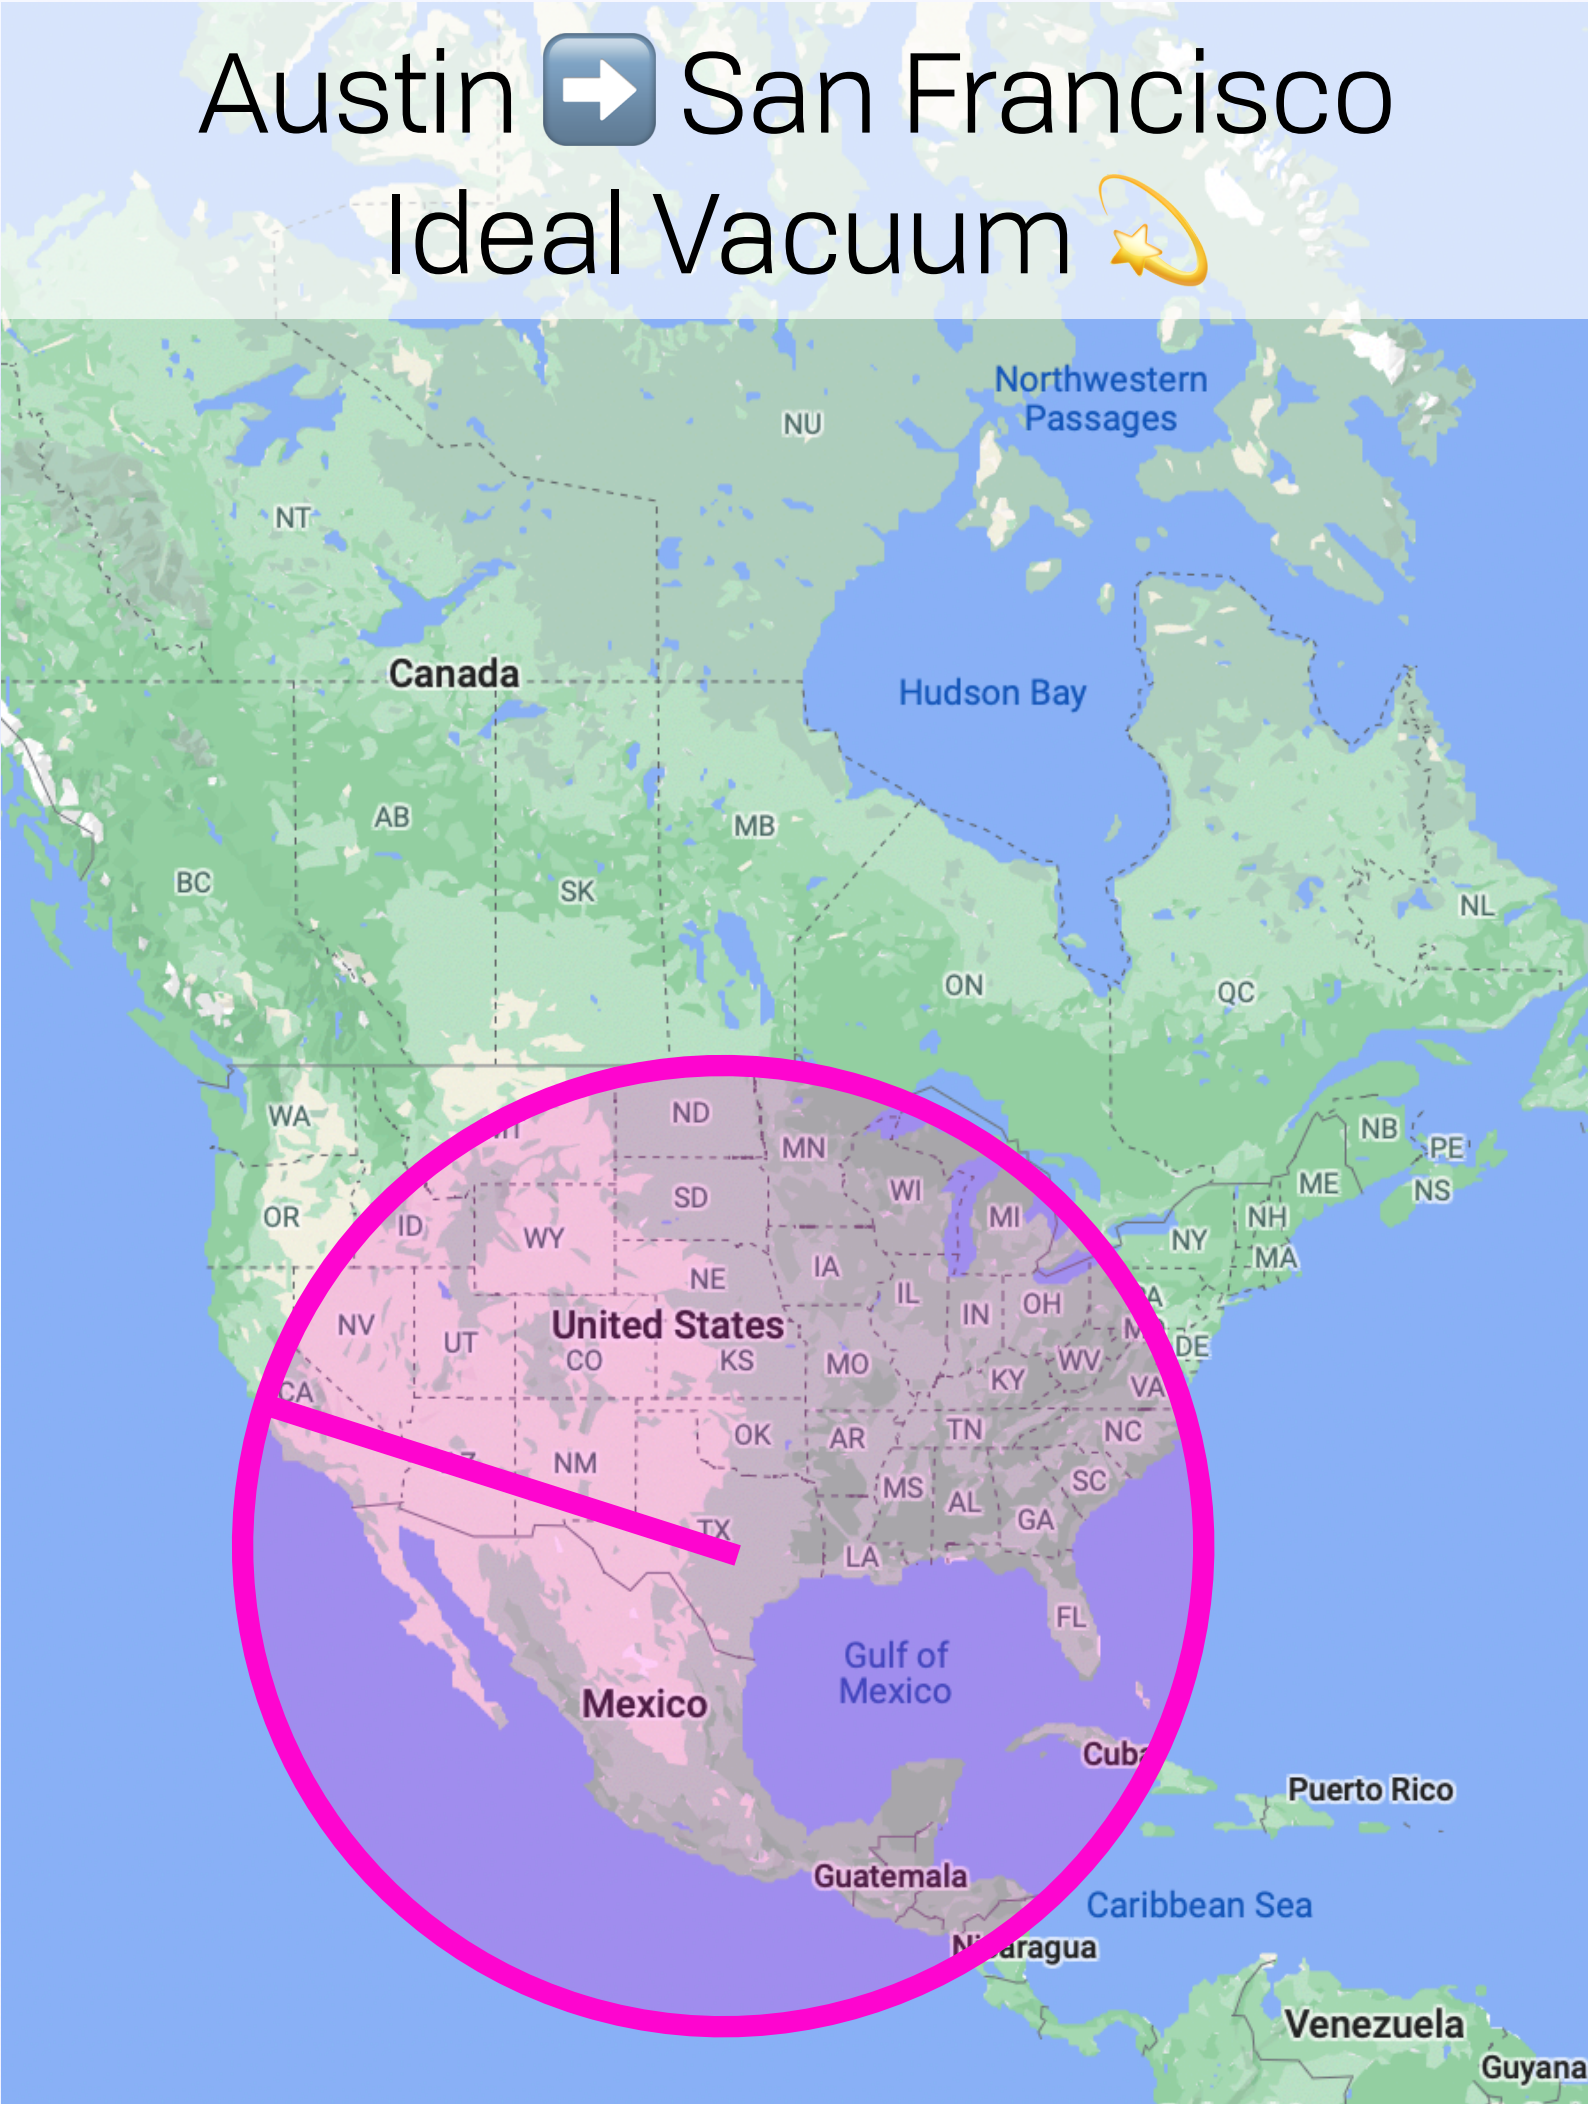 Austin ➡️ San Francisco
Ideal Vacuum 💫
Northwestern
Passages
NU
NT
Canada
Hudson Bay
AB
MB
BC
SK
NL
ON
QC
WA
ND
MN
NB
PE
ME
NS
OR
ID
SD
WI
MI
NH
NY
MA
WY
IA
NE
IL
IN
OH
PA
NV
United States
UT
CO
KS
MO
WV
DE
KY
CA
VA
OK
AR
TN
NC
NM
MS
AL
SC
GA
TX
LA
FL
Gulf of
Mexico
Mexico
Cuba
Puerto Rico
Guatemala
Caribbean Sea
Nicaragua
Venezuela
Guyana